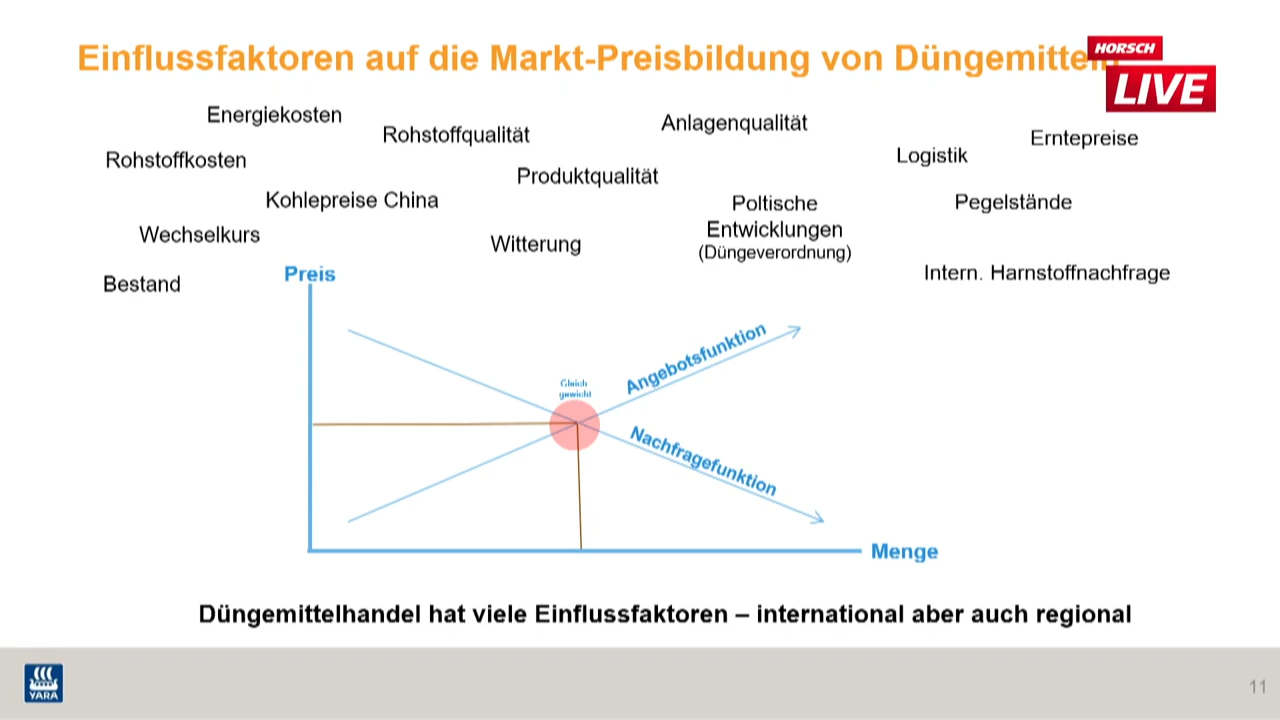 Einflussfaktoren auf die Markt-Preisbildung von Düngemitteln
HORSCH
LIVE
Energiekosten
Rohstoffqualität
Anlagenqualität
Erntepreise
Rohstoffkosten
Produktqualität
Logistik
Kohlepreise China
Poltische
Entwicklungen
(Düngeverordnung)
Pegelstände
Wechselkurs
Witterung
Intern. Harnstoffnachfrage
Bestand
Preis
Gleich
gewicht
Angebotsfunktion
Nachfragefunktion
Menge
Düngemittelhandel hat viele Einflussfaktoren – international aber auch regional
YARA
11